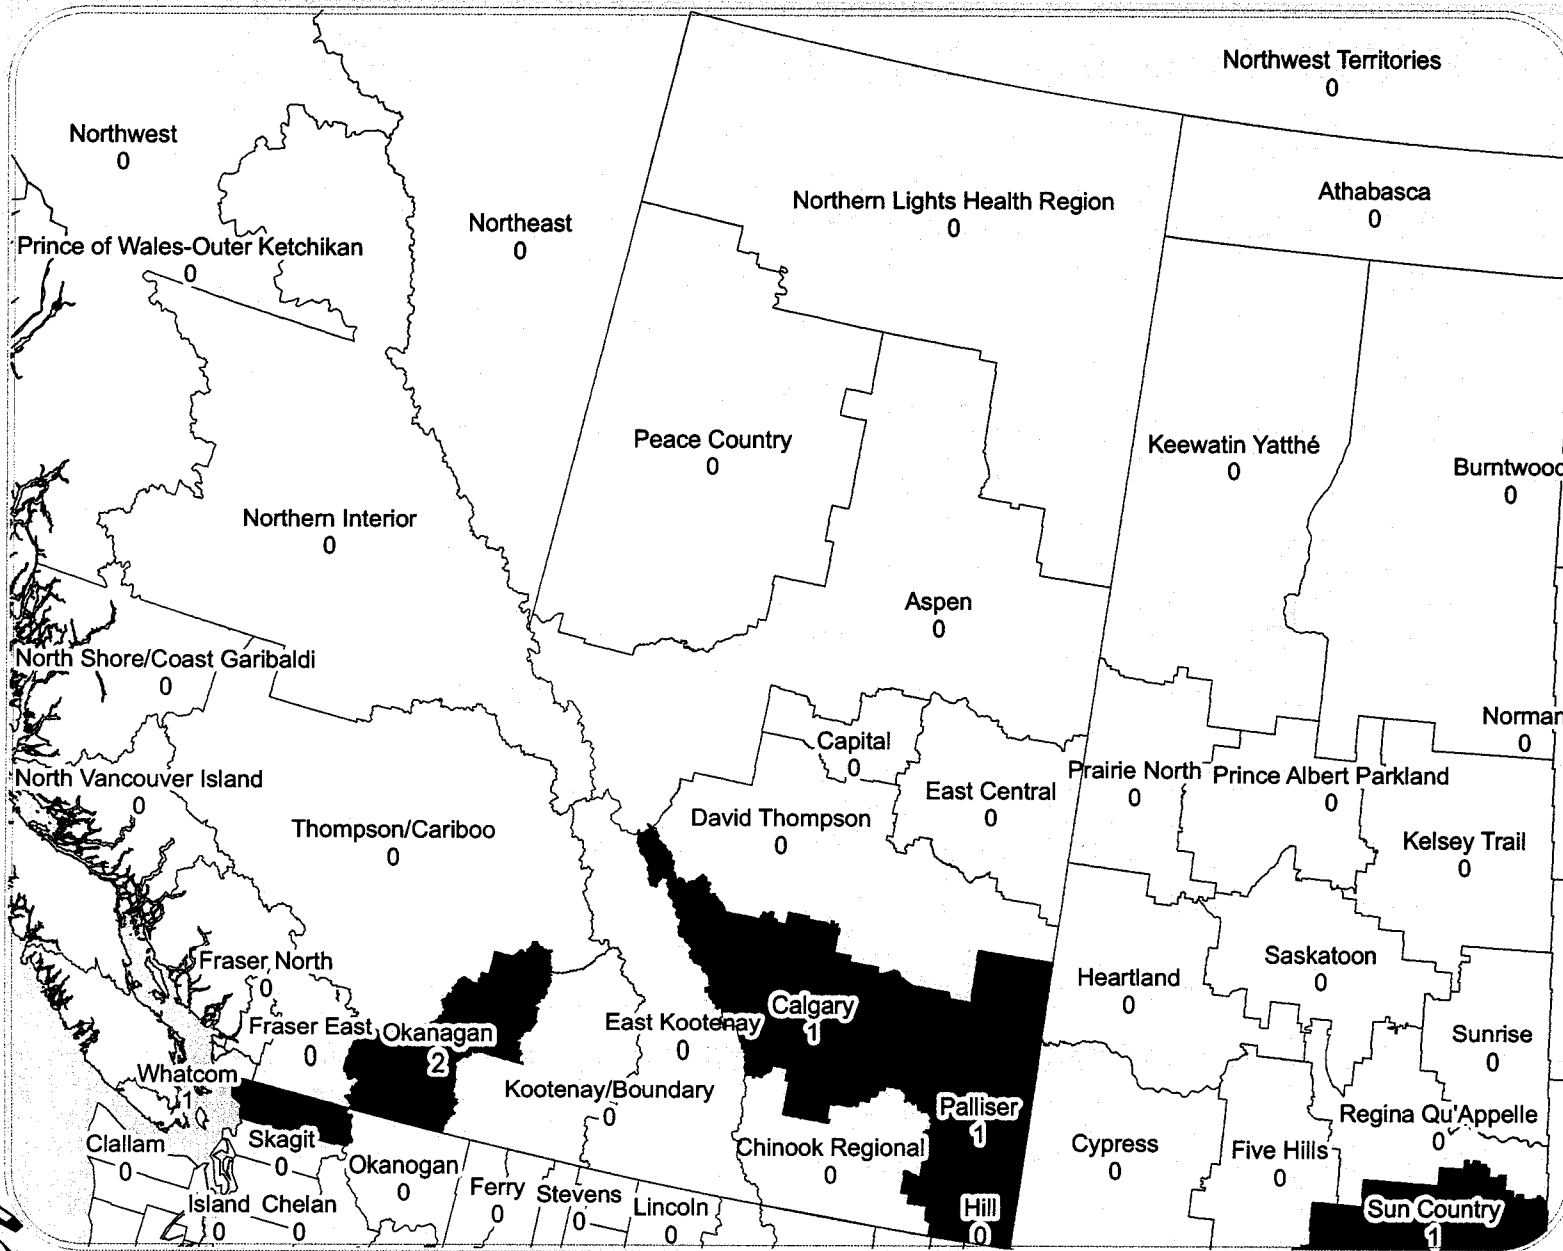 Northwest Territories
0
Northwest
0
Athabasca
0
Northern Lights Health Region
0
Northeast
0
Prince of Wales-Outer Ketchikan
0
Peace Country
0
Keewatin Yatthé
0
Burntwood
0
Northern Interior
0
Aspen
0
North Shore/Coast Garibaldi
0
Norman
0
Capital
0
Prairie North
0
Prince Albert Parkland
0
North Vancouver Island
0
East Central
0
David Thompson
0
Thompson/Cariboo
0
Kelsey Trail
0
Fraser North
0
Saskatoon
0
Heartland
0
Calgary
1
East Kootenay
0
Fraser East
0
Okanagan
2
Sunrise
0
Whatcom
1
Kootenay/Boundary
0
Palliser
1
Regina Qu'Appelle
0
Clallam
0
Skagit
0
Chinook Regional
0
Cypress
0
Five Hills
0
Okanogan
0
Ferry
0
Stevens
0
Island
0
Chelan
0
Lincoln
0
Hill
0
Sun Country
1